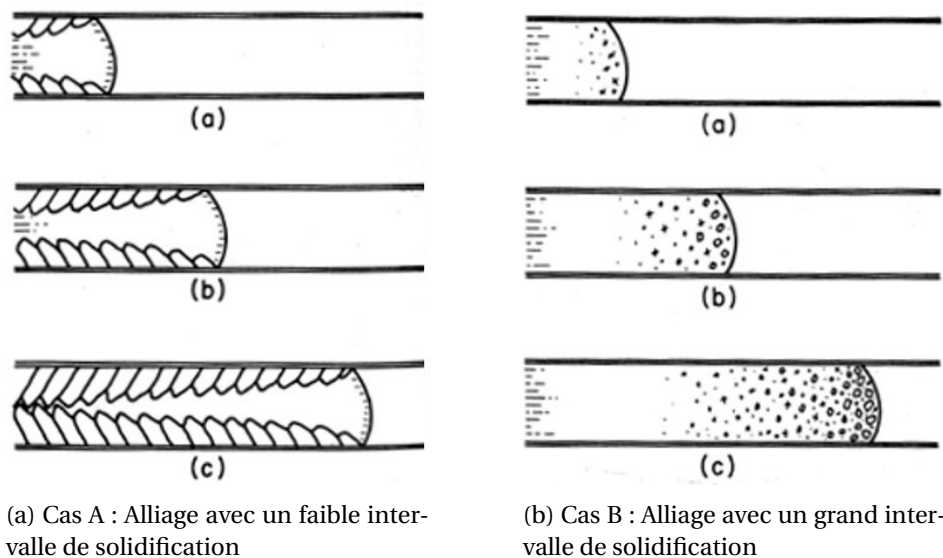 (a)
(a)
(b)
(b)
(c)
(c)
(a) Cas A : Alliage avec un faible inter-
valle de solidification
(b) Cas B : Alliage avec un grand inter-
valle de solidification